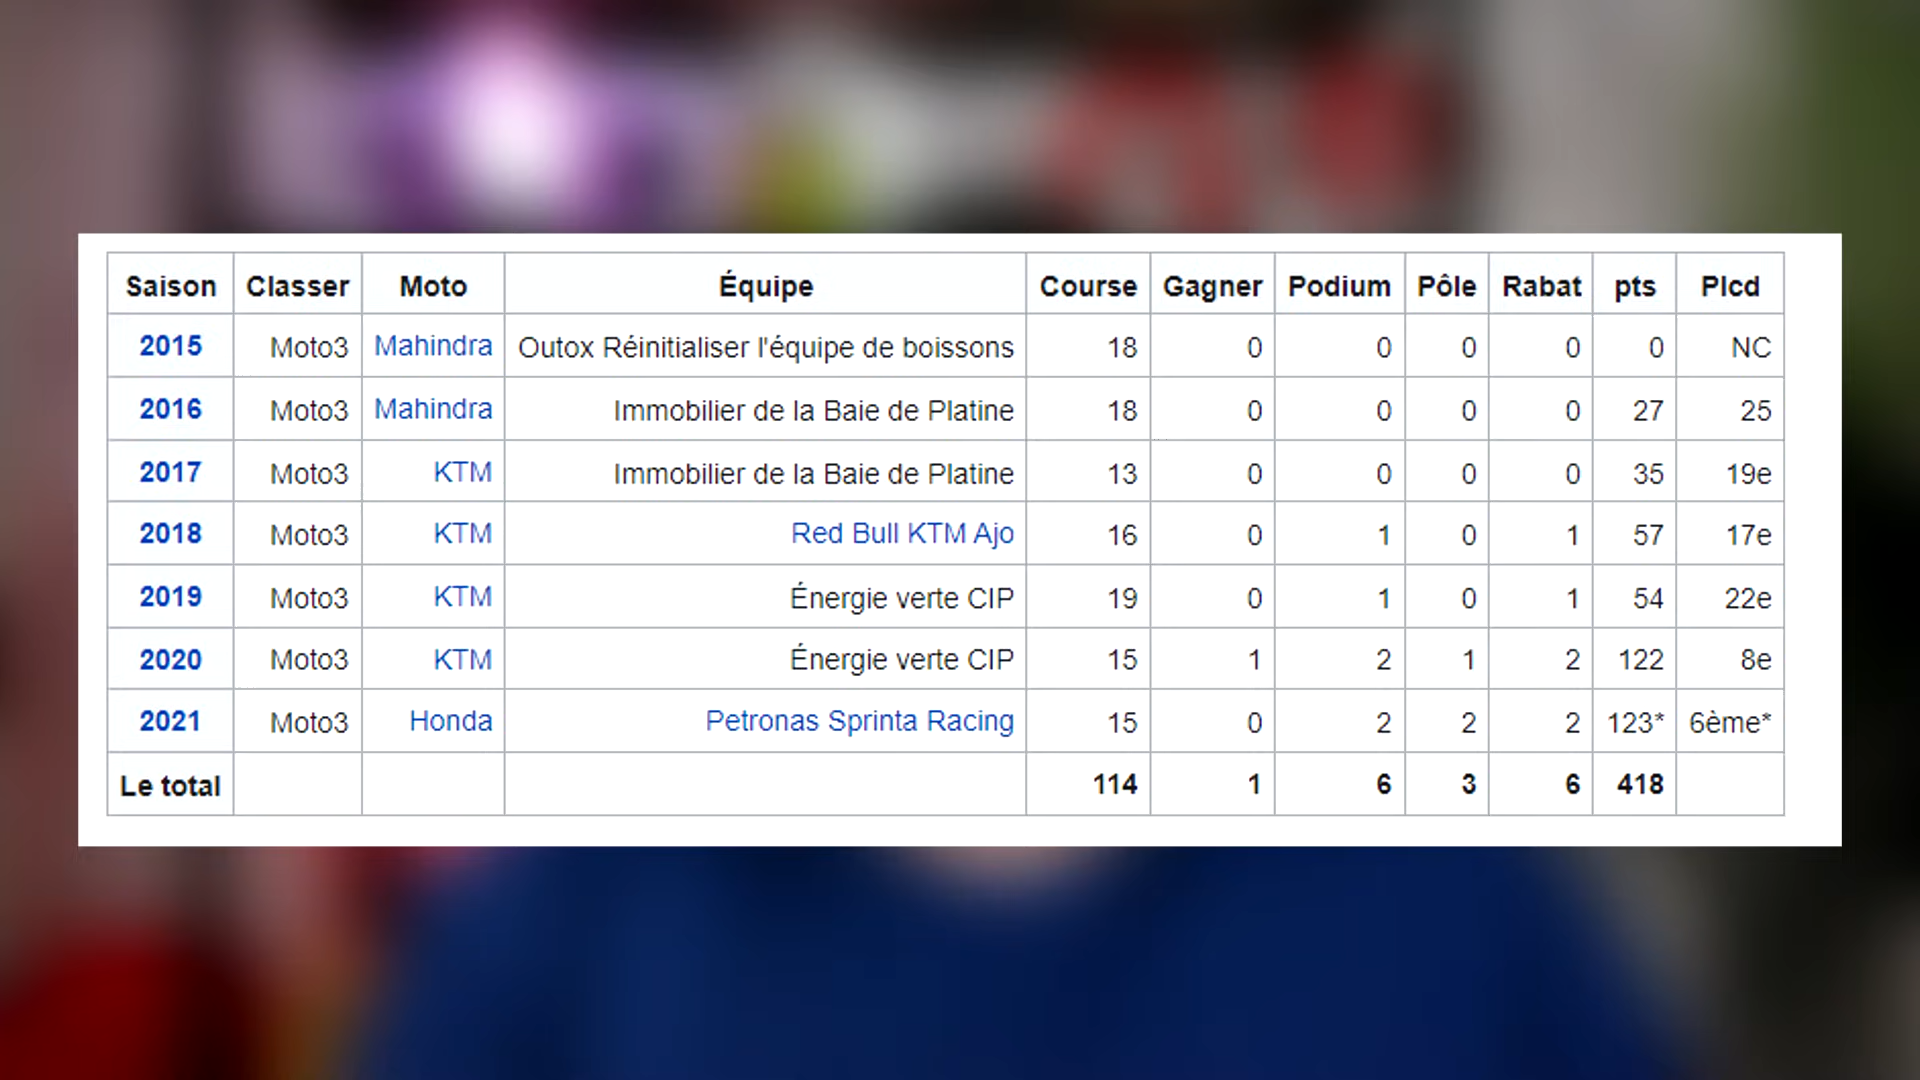 Saison Classer Moto Équipe Course Gagner Podium Pôle Rabat pts Plcd
2015 Moto3 Mahindra Outox Réinitialiser l'équipe de boissons 18 0 0 0 0 0 NC
2016 Moto3 Mahindra Immobilier de la Baie de Platine 18 0 0 0 0 27 25
2017 Moto3 KTM Immobilier de la Baie de Platine 13 0 0 0 0 35 19e
2018 Moto3 KTM Red Bull KTM Ajo 16 0 1 0 1 57 17e
2019 Moto3 KTM Énergie verte CIP 19 0 1 0 1 54 22e
2020 Moto3 KTM Énergie verte CIP 15 1 2 1 2 122 8e
2021 Moto3 Honda Petronas Sprinta Racing 15 0 2 2 2 123* 6ème*
Le total 114 1 6 3 6 418